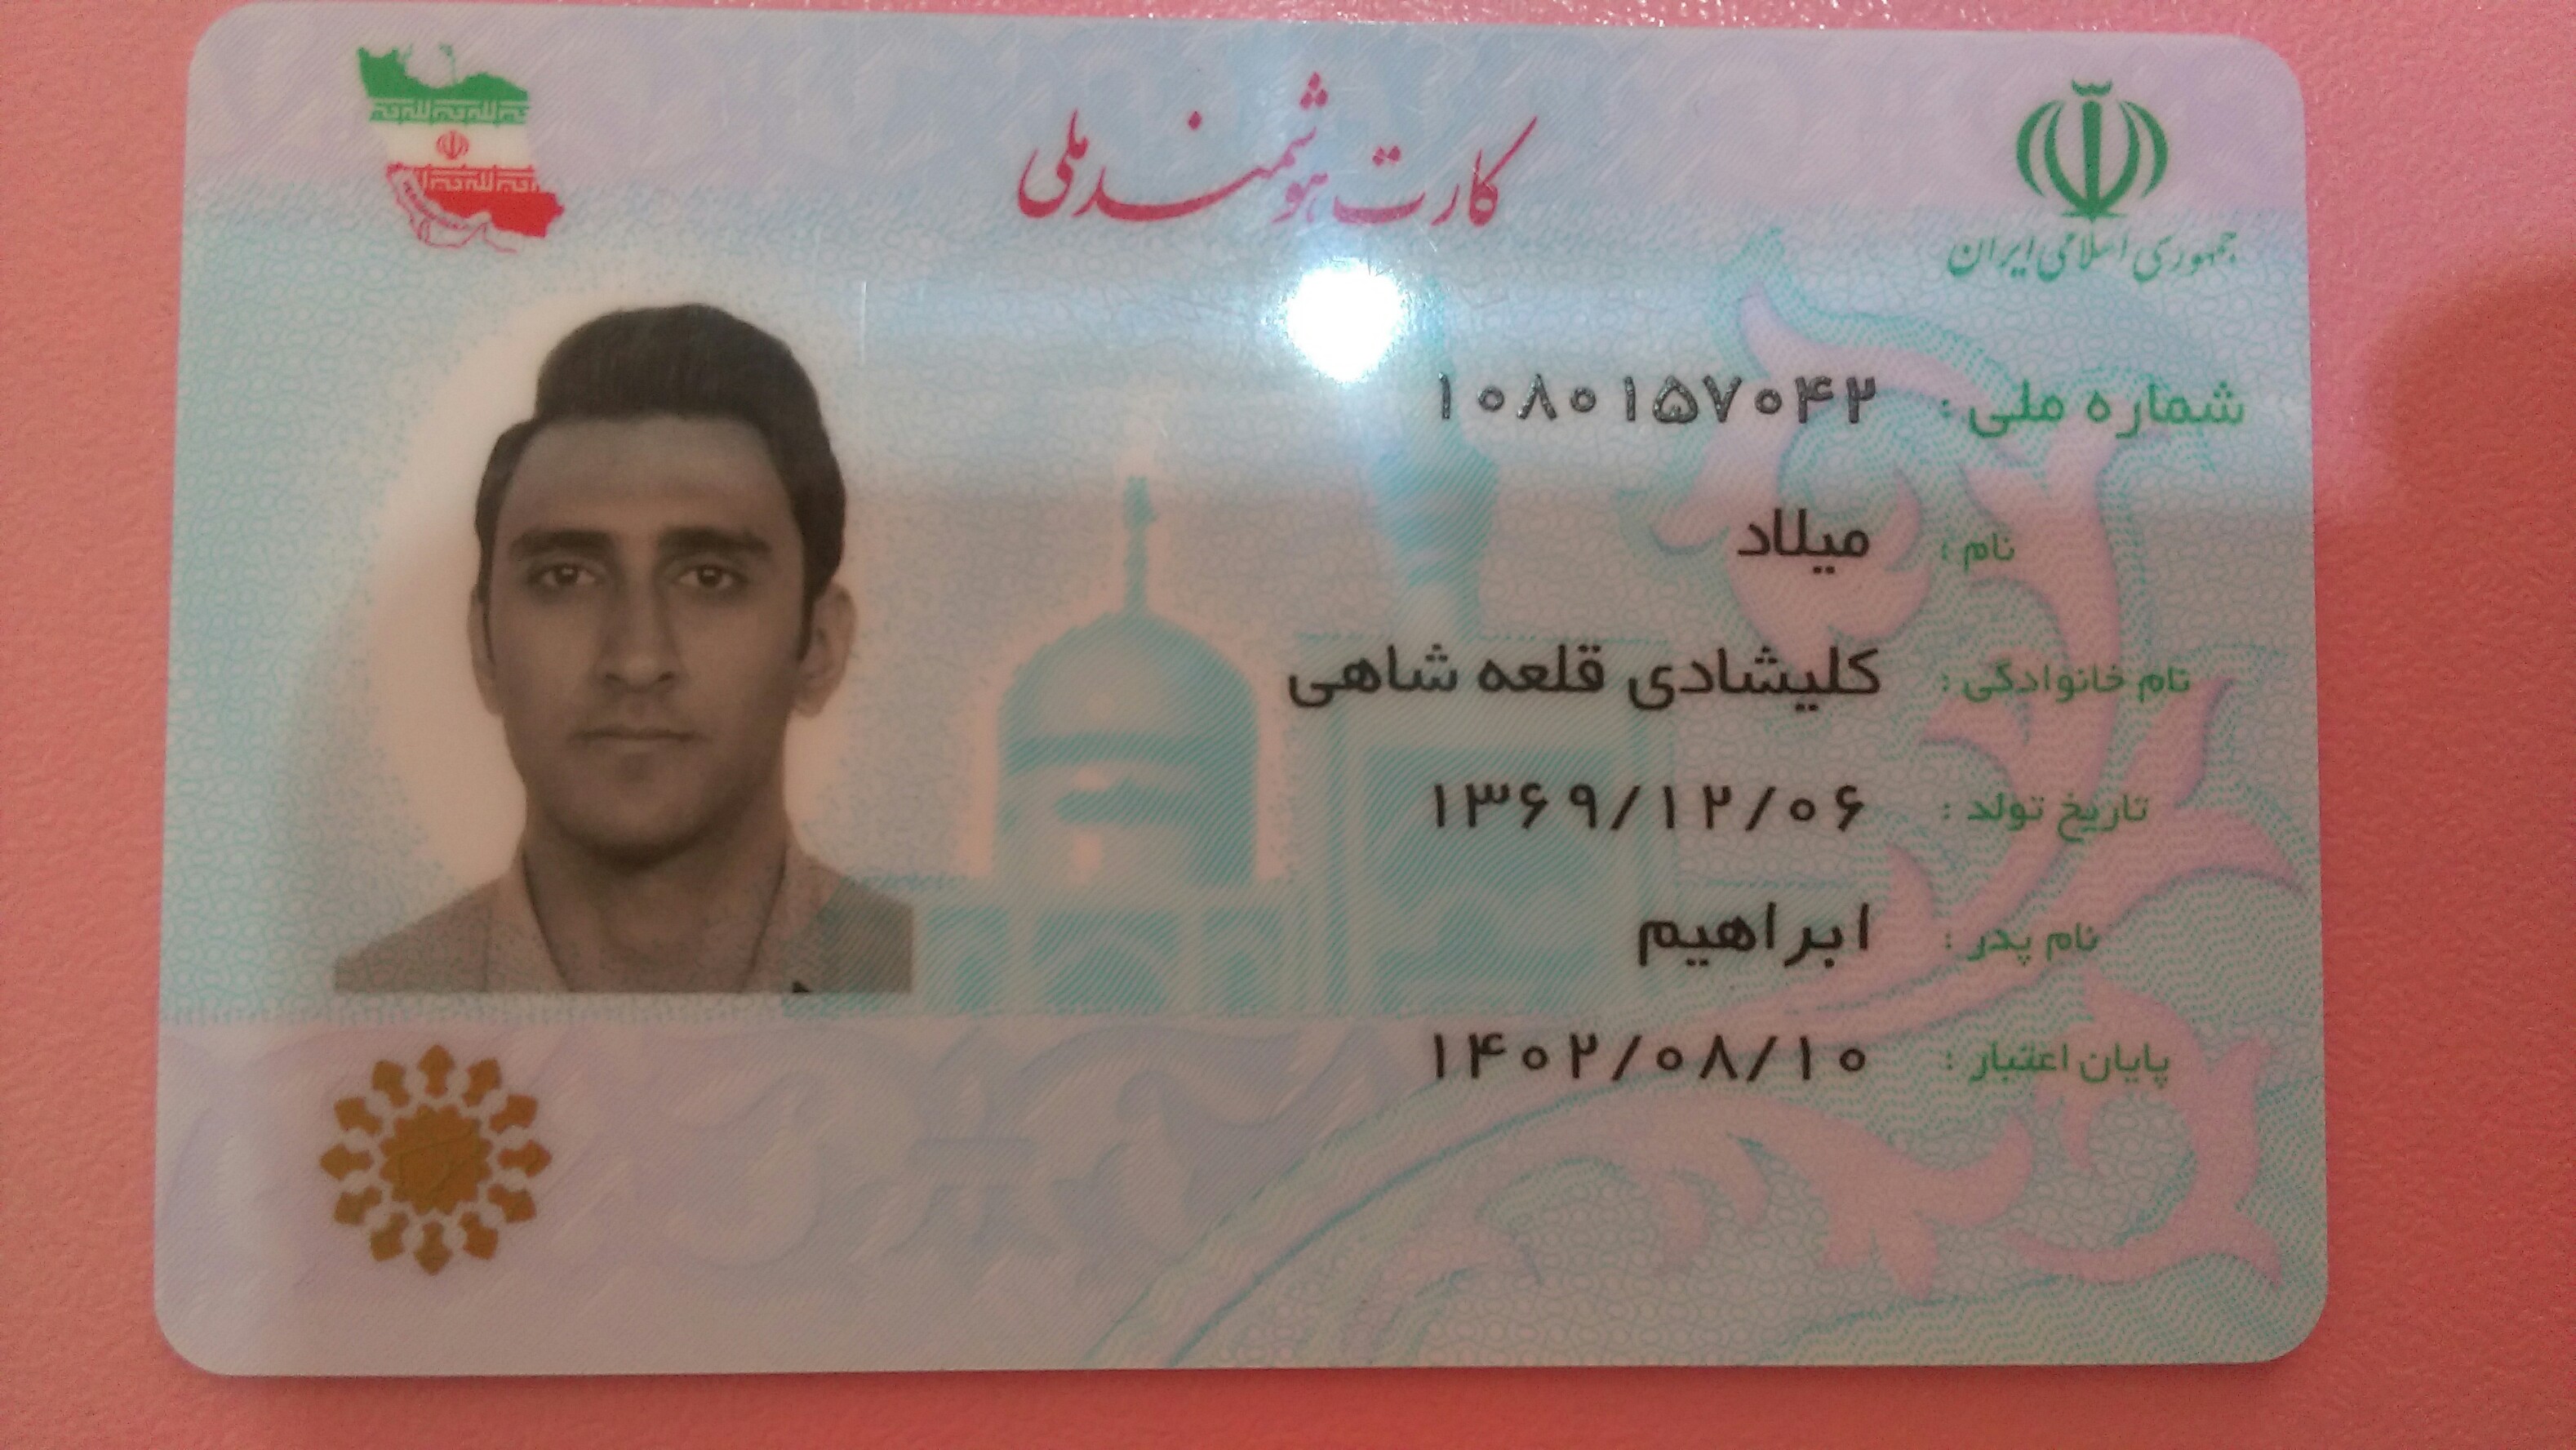 کارت هوشمند ملی
جمهوری اسلامی ایران
شماره ملی : ۱۰۸۰۱۵۷۰۴۲
نام : میلاد
نام خانوادگی : کلیشادی قلعه شاهی
تاریخ تولد : ۱۳۶۹/۱۲/۰۶
نام پدر : ابراهیم
پایان اعتبار : ۱۴۰۲/۰۸/۱۰